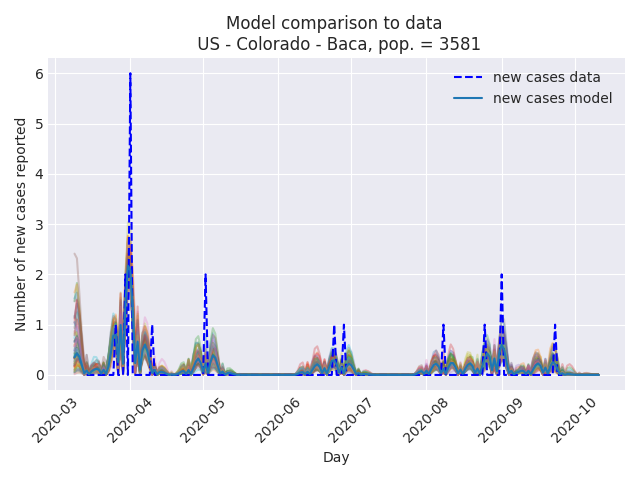 Model comparison to data
US - Colorado - Baca, pop. = 3581
new cases data
new cases model
Number of new cases reported
6
5
4
3
2
1
0
2020-03
2020-04
2020-05
2020-06
2020-07
2020-08
2020-09
2020-10
Day